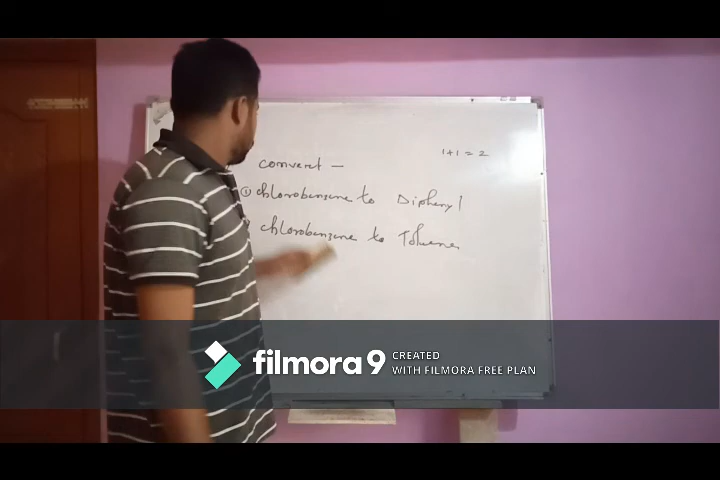 1+1 = 2
convert —
① chlorobenzene to Diphenyl
chlorobenzene to Toluene
filmora 9 CREATED
WITH FILMORA FREE PLAN